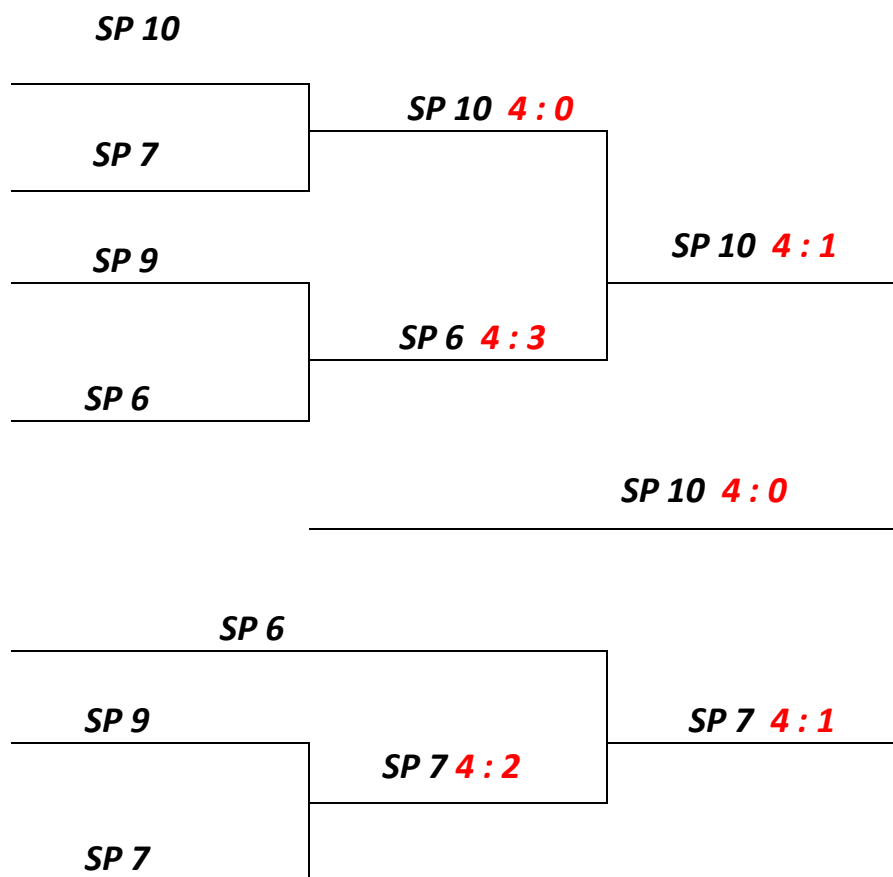 SP 10
SP 10 4 : 0
SP 7
SP 10 4 : 1
SP 9
SP 6 4 : 3
SP 6
SP 10 4 : 0
SP 6
SP 9
SP 7 4 : 1
SP 7 4 : 2
SP 7